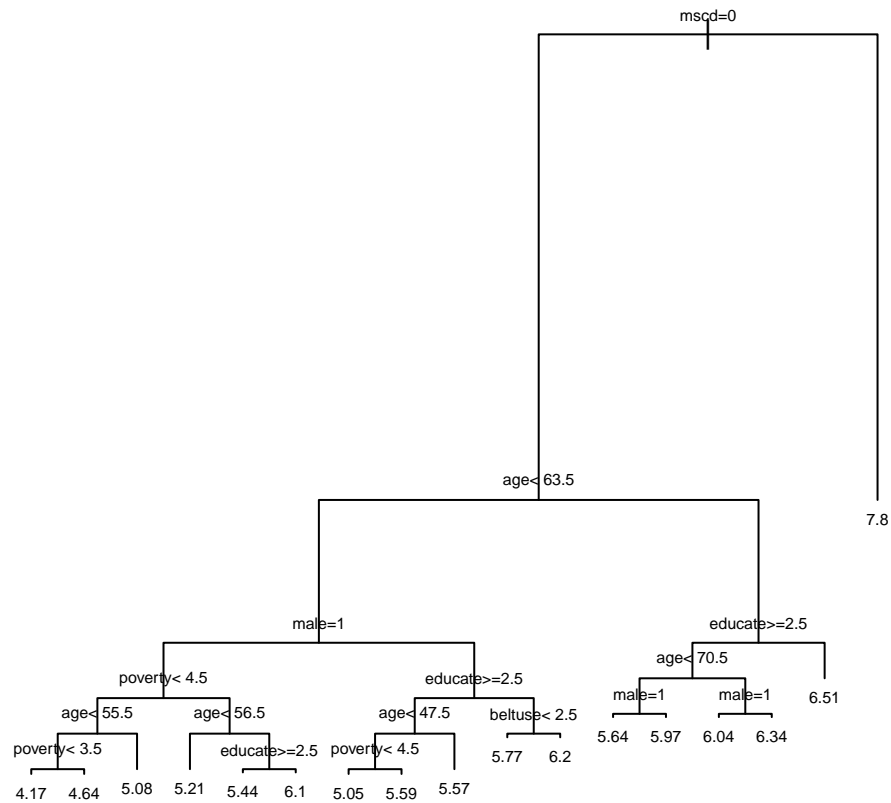 mscd=0
age< 63.5
7.8
male=1
educate>=2.5
poverty< 4.5
educate>=2.5
age< 70.5
6.51
age< 55.5
age< 56.5
age< 47.5
beltuse< 2.5
male=1
male=1
5.64
5.97
6.04
6.34
poverty< 3.5
5.08
5.21
educate>=2.5
poverty< 4.5
5.57
5.77
6.2
4.17
4.64
5.44
6.1
5.05
5.59